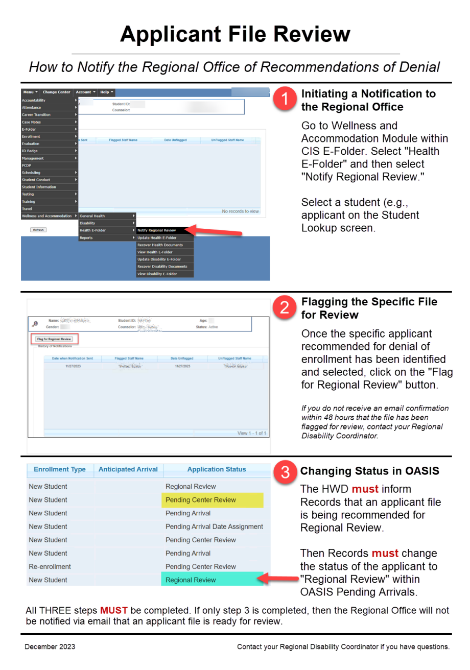 Applicant File Review
How to Notify the Regional Office of Recommendations of Denial
Menu Change Center Account Help
Accountability
Attendance
Career Transition
Case Notes
E-Folder
Enrollment
Evaluation
ID Badge
Management
PCDP
Scheduling
Student Conduct
Student Information
Testing
Training
Travel
Wellness and Accommodation
General Health
Disability
Health E-Folder
Reports
Notify Regional Review
Update Health E-Folder
Recover Health Documents
View Health E-Folder
Update Disability E-Folder
Recover Disability Documents
View Disability E-Folder
Student ID:
Flagged Staff Name Date Unflagged Unflagged Staff Name
No records to view
1
Initiating a Notification to
the Regional Office
Go to Wellness and
Accommodation Module within
CIS E-Folder. Select "Health
E-Folder" and then select
"Notify Regional Review."
Select a student (e.g.,
applicant on the Student
Lookup screen.
Name: Student ID: Age:
Gender: Status: Active
Flag for Regional Review
Date when Notification Sent Flagged Staff Name Date Unflagged Unflagged Staff Name
View 1 - 1 of 1
2
Flagging the Specific File
for Review
Once the specific applicant
recommended for denial of
enrollment has been identified
and selected, click on the "Flag
for Regional Review" button.
If you do not receive an email confirmation
within 48 hours that the file has been
flagged for review, contact your Regional
Disability Coordinator.
Enrollment Type Anticipated Arrival Application Status
New Student Regional Review
New Student Pending Center Review
New Student Pending Arrival
New Student Pending Arrival Date Assignment
New Student Pending Center Review
New Student Pending Arrival
Re-enrollment Pending Center Review
New Student Regional Review
3
Changing Status in OASIS
The HWD must inform
Records that an applicant file
is being recommended for
Regional Review.
Then Records must change
the status of the applicant to
"Regional Review" within
OASIS Pending Arrivals.
All THREE steps MUST be completed. If only step 3 is completed, then the Regional Office will not
be notified via email that an applicant file is ready for review.
December 2023
Contact your Regional Disability Coordinator if you have questions.